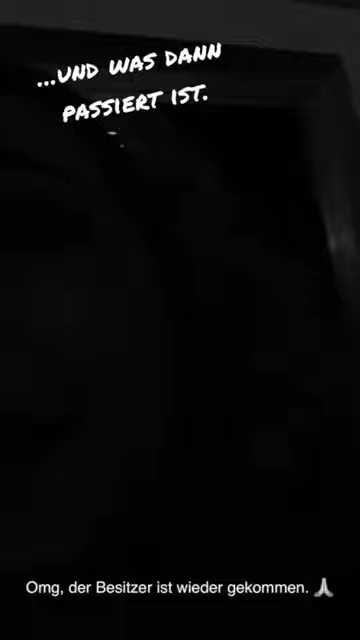 ...UND WAS DANN
PASSIERT IST.
Omg, der Besitzer ist wieder gekommen. 🙏